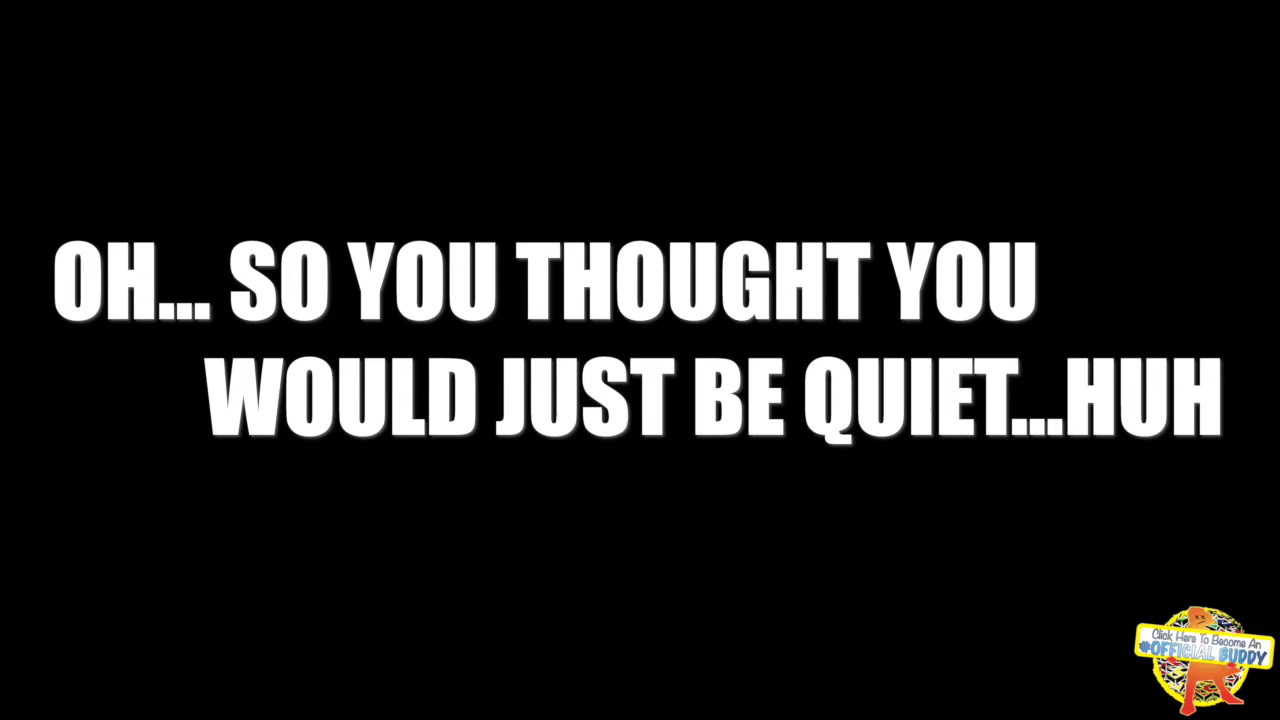 OH... SO YOU THOUGHT YOU
WOULD JUST BE QUIET...HUH
Click Here To Become An
#OFFICIAL BUDDY